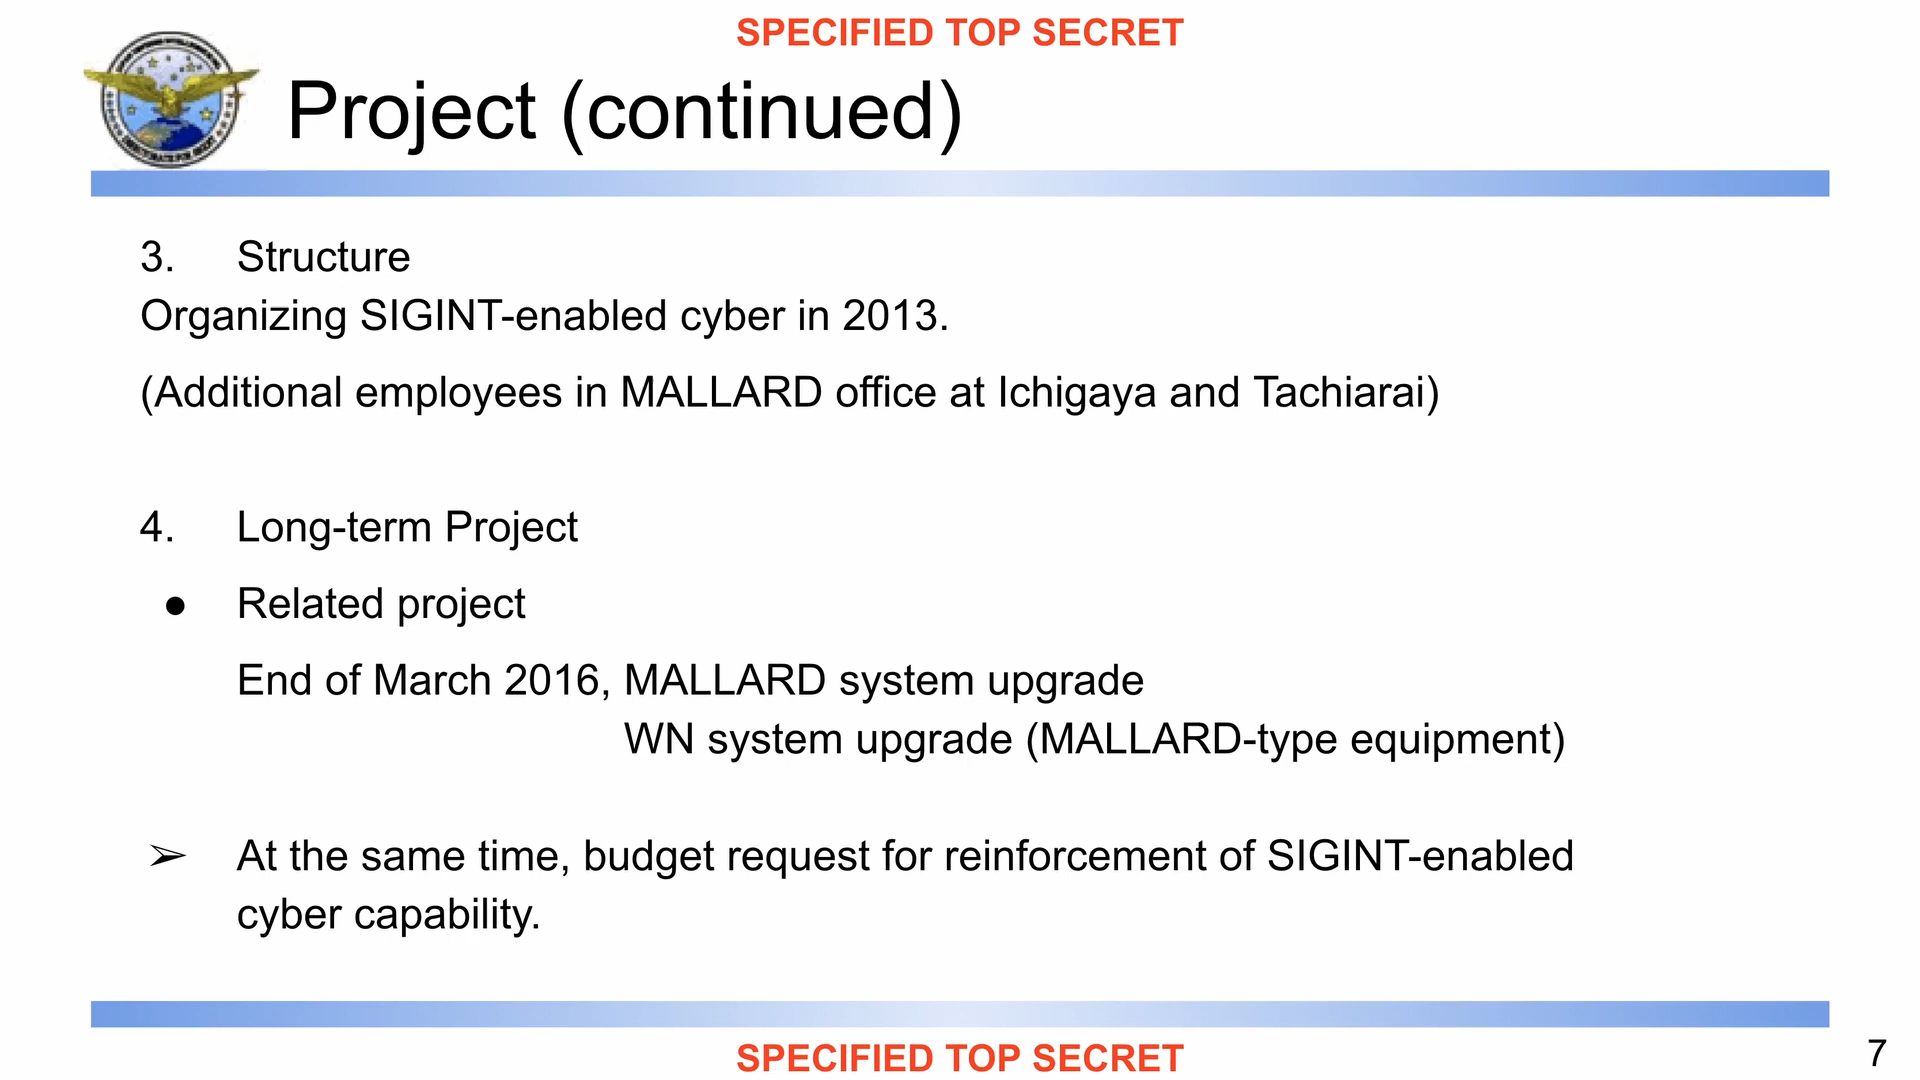 SPECIFIED TOP SECRET
Project (continued)
3. Structure
Organizing SIGINT-enabled cyber in 2013.
(Additional employees in MALLARD office at Ichigaya and Tachiarai)
4. Long-term Project
● Related project
End of March 2016, MALLARD system upgrade
WN system upgrade (MALLARD-type equipment)
➢ At the same time, budget request for reinforcement of SIGINT-enabled
cyber capability.
SPECIFIED TOP SECRET
7